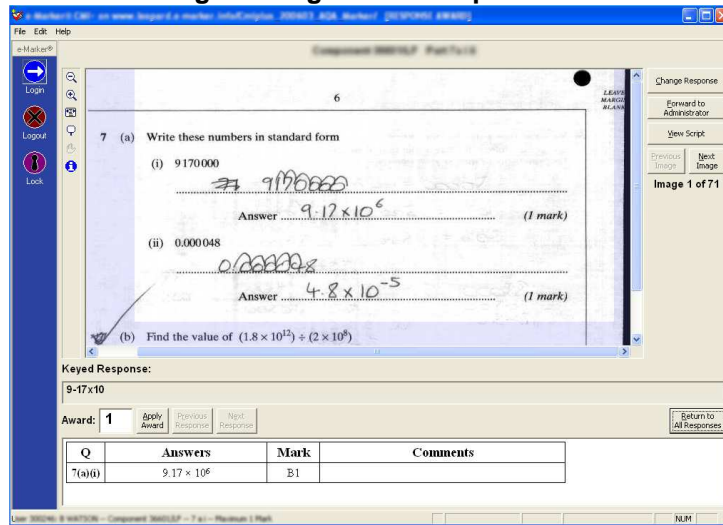 File Edit Help
e-Marker®
Login
Logout
Lock
6
LEAVE
MARGIN
BLANK
7 (a) Write these numbers in standard form
(i) 9170000
9170000
Answer 9.17 × 10⁶ (1 mark)
(ii) 0.000048
0.000048
Answer 4.8 × 10⁻⁵ (1 mark)
(b) Find the value of (1.8 × 10¹²) ÷ (2 × 10⁸)
Change Response
Forward to
Administrator
View Script
Previous Image Next Image
Image 1 of 71
Keyed Response:
9-17x10
Award: 1 Apply Award Previous Response Next Response Return to All Responses
Q Answers Mark Comments
7(a)(i) 9.17 × 10⁶ B1
NUM